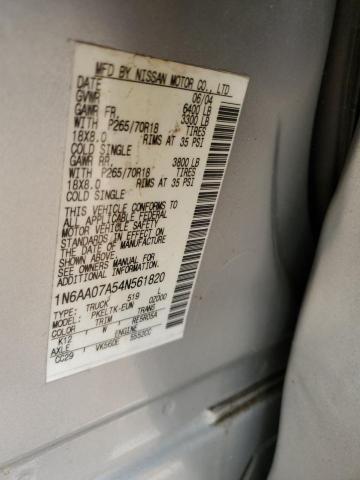 MFD BY NISSAN MOTOR CO., LTD
DATE 06/04
GVWR 6400 LB
GAWR FR. 3300 LB
WITH P265/70R18 TIRES
18X8.0 RIMS AT 35 PSI
COLD SINGLE
GAWR RR. 3800 LB
WITH P265/70R18 TIRES
18X8.0 RIMS AT 35 PSI
COLD SINGLE
THIS VEHICLE CONFORMS TO
ALL APPLICABLE FEDERAL
MOTOR VEHICLE SAFETY
STANDARDS IN EFFECT ON
THE DATE OF MANUFACTURE
SHOWN ABOVE.
SEE OWNERS MANUAL FOR
ADDITIONAL INFORMATION
1N6AA07A54N561820
TYPE: TRUCK 519 L
MODEL: PKELTK-EUN 0Z000
COLOR TRIM TRANS
K12 W RE5R05A
AXLE ENGINE
CC29 VK56DE 5552CC